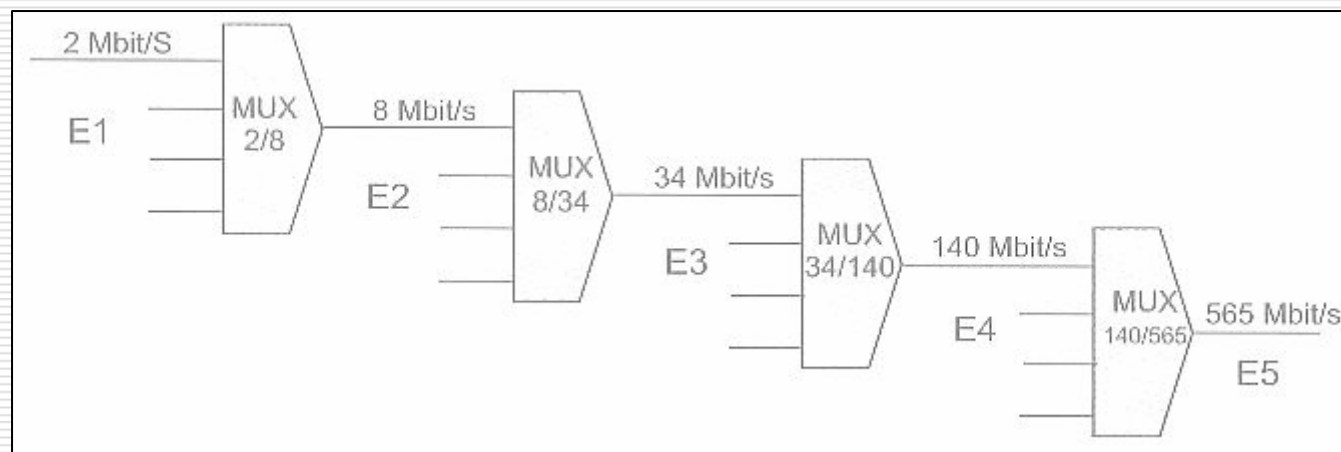 2 Mbit/S
E1
MUX
2/8
8 Mbit/s
E2
MUX
8/34
34 Mbit/s
E3
MUX
34/140
140 Mbit/s
E4
MUX
140/565
565 Mbit/s
E5